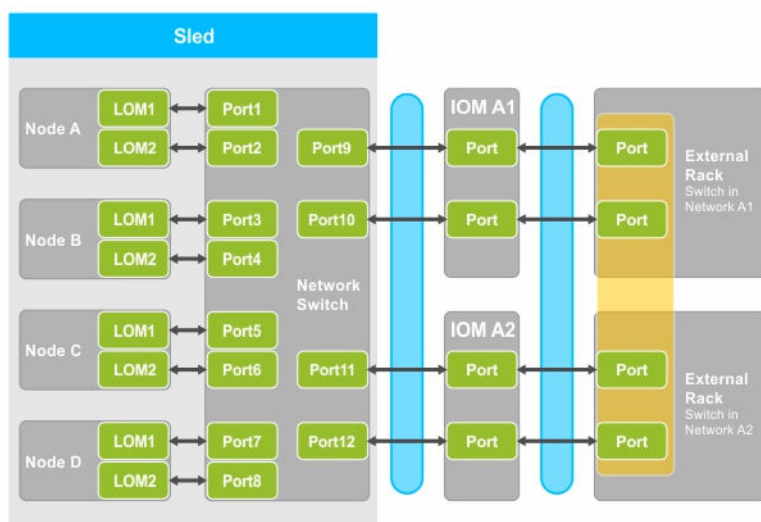 Sled
Node A
LOM1
LOM2
Port1
Port2
Node B
LOM1
LOM2
Port3
Port4
Node C
LOM1
LOM2
Port5
Port6
Node D
LOM1
LOM2
Port7
Port8
Port9
Port10
Network
Switch
Port11
Port12
IOM A1
Port
Port
IOM A2
Port
Port
Port
Port
External
Rack
Switch in
Network A1
Port
Port
External
Rack
Switch in
Network A2